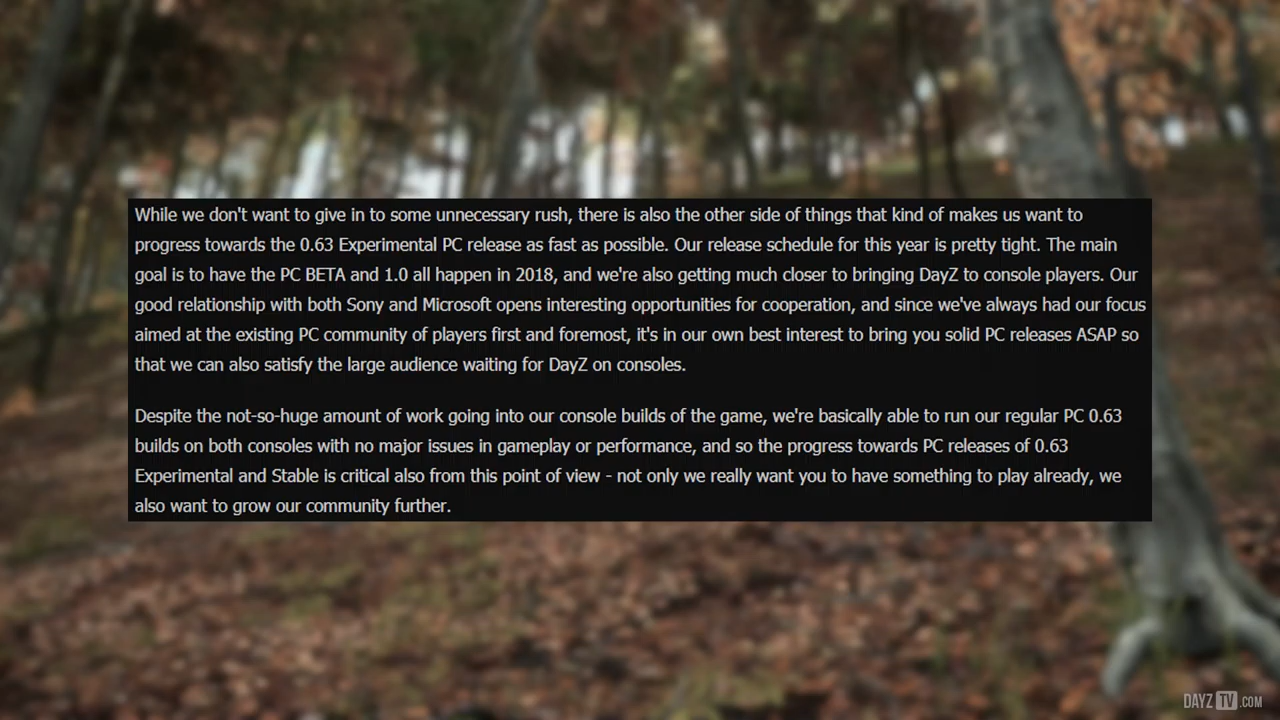 While we don't want to give in to some unnecessary rush, there is also the other side of things that kind of makes us want to
progress towards the 0.63 Experimental PC release as fast as possible. Our release schedule for this year is pretty tight. The main
goal is to have the PC BETA and 1.0 all happen in 2018, and we're also getting much closer to bringing DayZ to console players. Our
good relationship with both Sony and Microsoft opens interesting opportunities for cooperation, and since we've always had our focus
aimed at the existing PC community of players first and foremost, it's in our own best interest to bring you solid PC releases ASAP so
that we can also satisfy the large audience waiting for DayZ on consoles.
Despite the not-so-huge amount of work going into our console builds of the game, we're basically able to run our regular PC 0.63
builds on both consoles with no major issues in gameplay or performance, and so the progress towards PC releases of 0.63
Experimental and Stable is critical also from this point of view - not only we really want you to have something to play already, we
also want to grow our community further.
DAYZ TV .COM